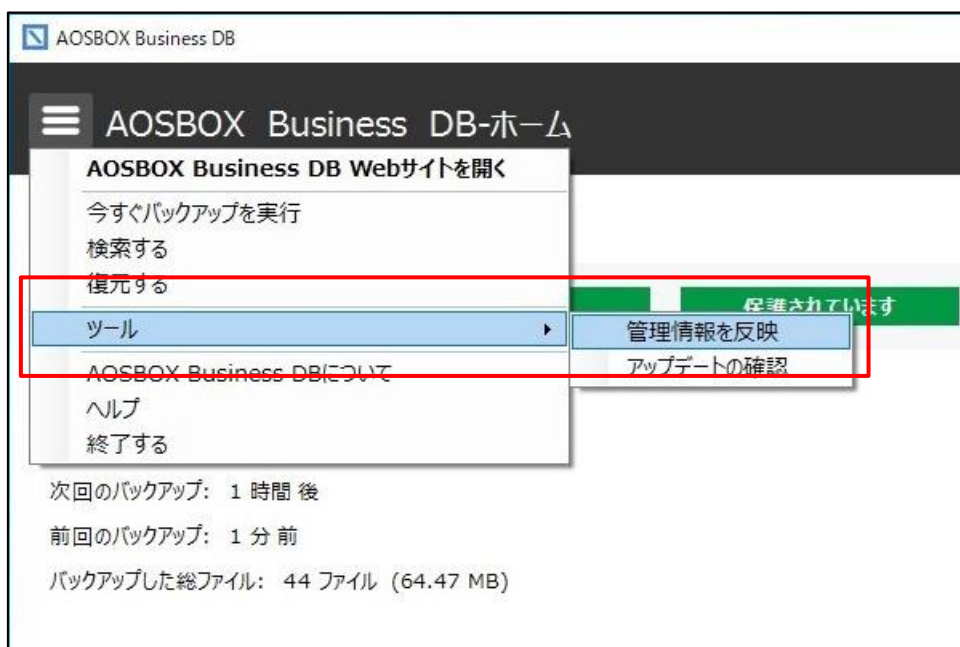 AOSBOX Business DB
AOSBOX Business DB-ホーム
AOSBOX Business DB Webサイトを開く
今すぐバックアップを実行
検索する
復元する
保護されています
ツール
管理情報を反映
アップデートの確認
AOSBOX Business DBについて
ヘルプ
終了する
次回のバックアップ: 1 時間 後
前回のバックアップ: 1 分 前
バックアップした総ファイル: 44 ファイル (64.47 MB)